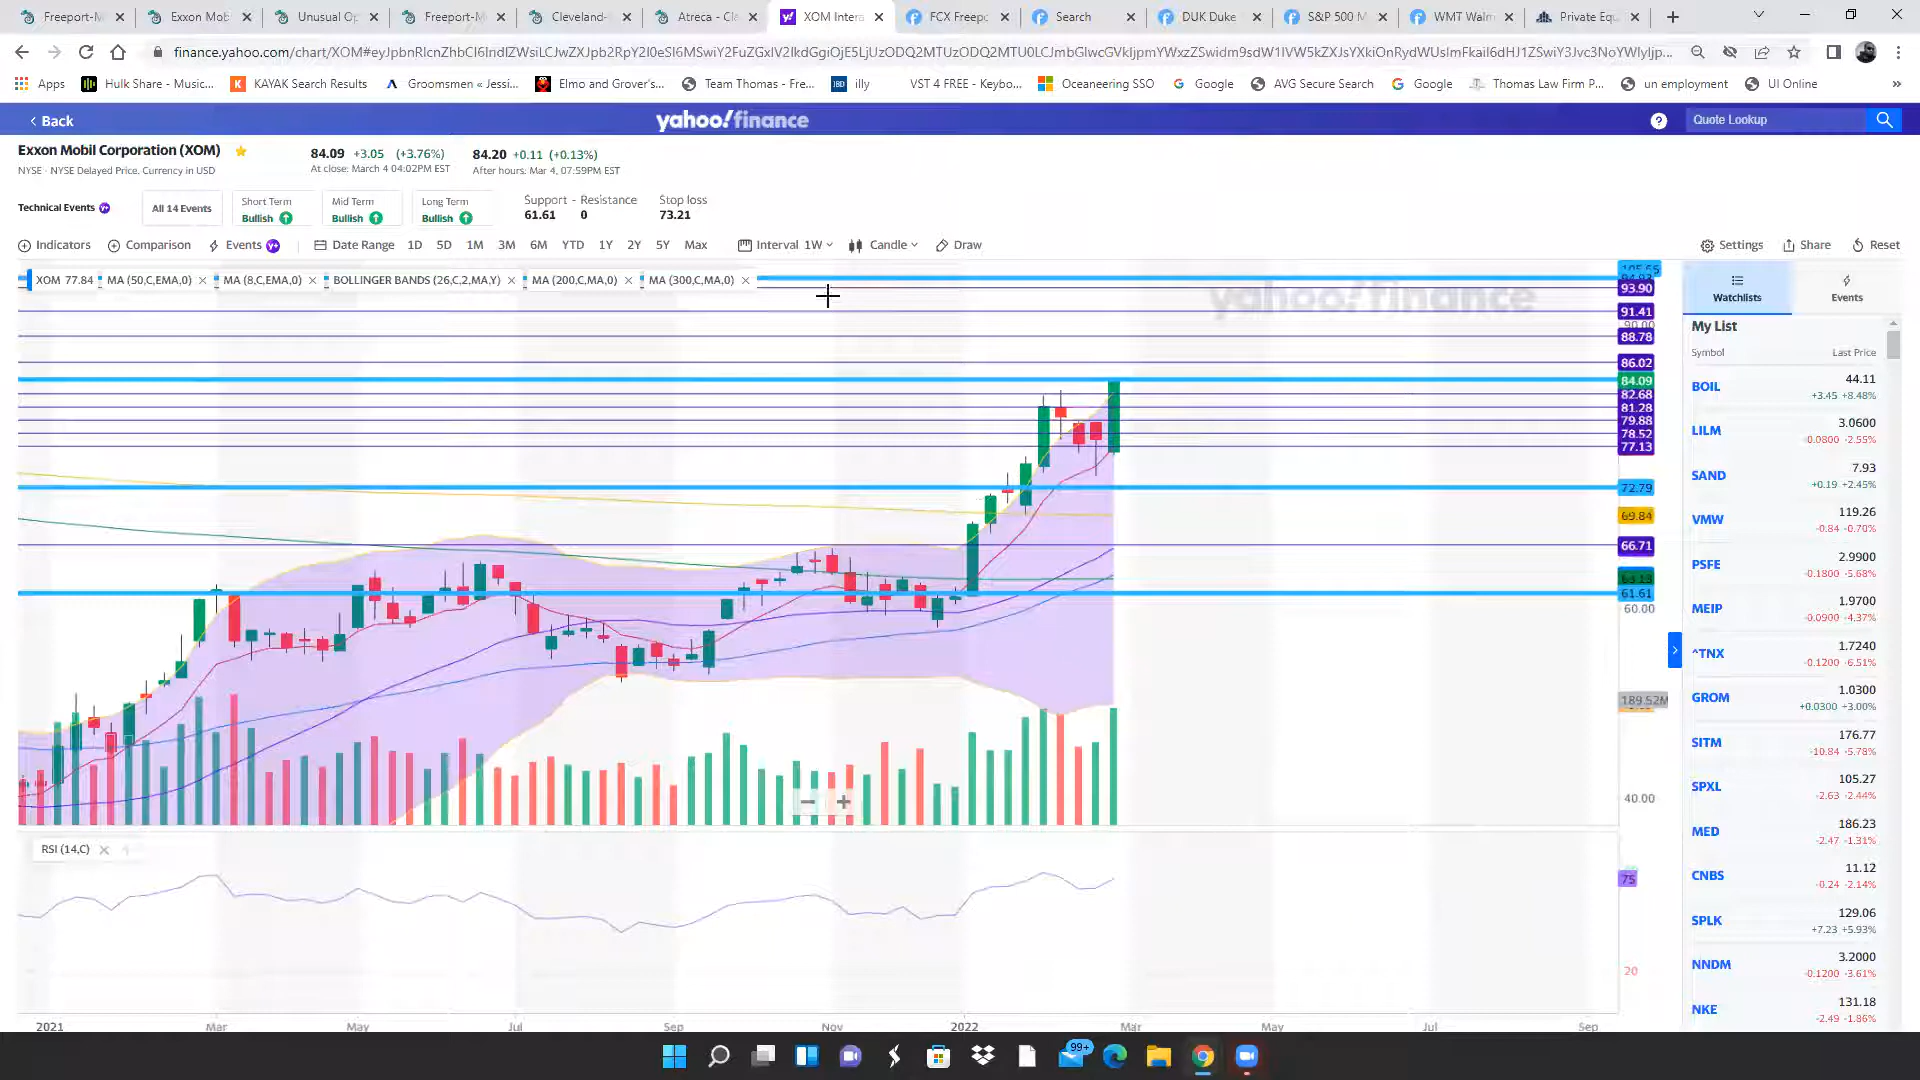 Freeport-M
Exxon Mob
Unusual Op
Freeport-M
Cleveland-
Atreca - Cle
XOM Intera
FCX Freepo
Search
DUK Duke
S&P 500 M
WMT Walm
Private Equ
Apps
Hulk Share - Music...
KAYAK Search Results
Groomsmen « Jessi...
Elmo and Grover's...
Team Thomas - Fre...
illy
VST 4 FREE - Keybo...
Oceaneering SSO
Google
AVG Secure Search
Google
Thomas Law Firm P...
un employment
UI Online
»
< Back
yahoo!finance
Quote Lookup
Exxon Mobil Corporation (XOM)
NYSE - NYSE Delayed Price. Currency in USD
84.09 +3.05 (+3.76%)
At close: March 4 04:02PM EST
84.20 +0.11 (+0.13%)
After hours: Mar 4, 07:59PM EST
Technical Events
All 14 Events
Short Term
Bullish
Mid Term
Bullish
Long Term
Bullish
Support - Resistance
61.61 0
Stop loss
73.21
Indicators
Comparison
Events
Date Range
1D 5D 1M 3M 6M YTD 1Y 2Y 5Y Max
Interval 1W
Candle
Draw
Settings
Share
Reset
XOM 77.84
MA (50,C,EMA,0)
MA (8,C,EMA,0)
BOLLINGER BANDS (26,C,2,MA,Y)
MA (200,C,MA,0)
MA (300,C,MA,0)
yahoo!finance
93.90
91.41
90.00
88.78
86.02
84.09
82.68
81.28
79.88
78.52
77.13
72.79
69.84
66.71
61.61
60.00
189.52M
40.00
RSI (14,C)
75
20
2021 Mar May Jul Sep Nov 2022 Mar May Jul Sep
Watchlists
Events
My List
Symbol Last Price
BOIL 44.11
+3.45 +8.48%
LILM 3.0600
-0.0800 -2.55%
SAND 7.93
+0.19 +2.45%
VMW 119.26
-0.84 -0.70%
PSFE 2.9900
-0.1800 -5.68%
MEIP 1.9700
-0.0900 -4.37%
^TNX 1.7240
-0.1200 -6.51%
GROM 1.0300
+0.0300 +3.00%
SITM 176.77
-10.84 -5.78%
SPXL 105.27
-2.63 -2.44%
MED 186.23
-2.47 -1.31%
CNBS 11.12
-0.24 -2.14%
SPLK 129.06
+7.23 +5.93%
NNDM 3.2000
-0.1200 -3.61%
NKE 131.18
-2.49 -1.86%
99+